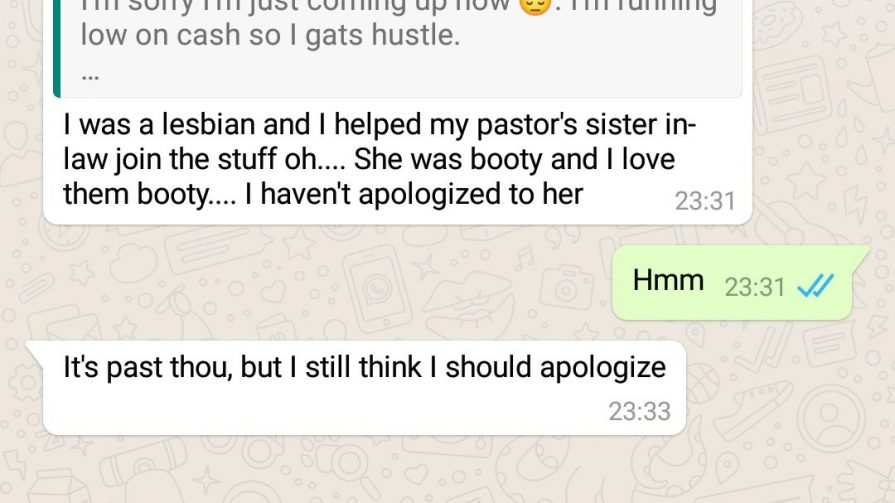 I'm sorry I'm just coming up now 😔. I'm running
low on cash so I gats hustle.
...
I was a lesbian and I helped my pastor's sister in-
law join the stuff oh.... She was booty and I love
them booty.... I haven't apologized to her
23:31
Hmm 23:31
It's past thou, but I still think I should apologize
23:33